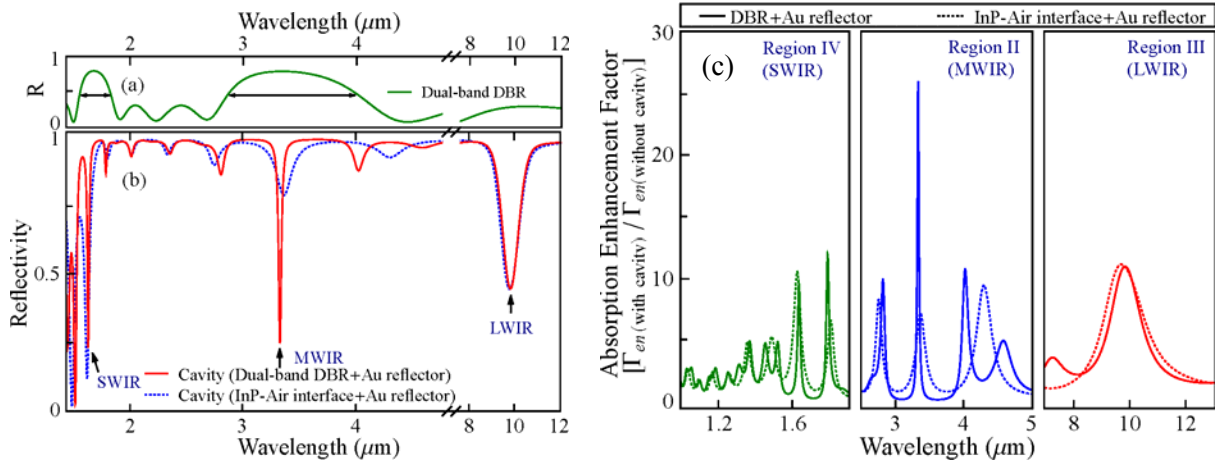 Wavelength (μm)
2 3 4 8 10 12
1
R
0
(a)
Dual-band DBR
(b)
Reflectivity
0.5
0
SWIR
MWIR
LWIR
Cavity (Dual-band DBR+Au reflector)
Cavity (InP-Air interface+Au reflector)
2 3 4 8 10 12
Wavelength (μm)
DBR+Au reflector
InP-Air interface+Au reflector
(c)
Absorption Enhancement Factor
[Γen(with cavity) / Γen(without cavity)]
30
20
10
0
Region IV
(SWIR)
Region II
(MWIR)
Region III
(LWIR)
1.2 1.6 3 4 5 8 10 12
Wavelength (μm)